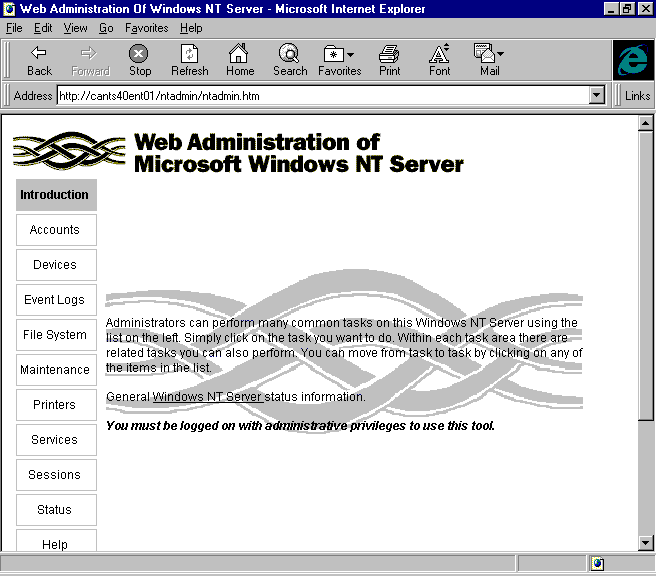 Web Administration Of Windows NT Server - Microsoft Internet Explorer
File Edit View Go Favorites Help
Back Forward Stop Refresh Home Search Favorites Print Font Mail
Address http://cants40ent01/ntadmin/ntadmin.htm Links
Web Administration of
Microsoft Windows NT Server
Introduction
Accounts
Devices
Event Logs
File System
Maintenance
Printers
Services
Sessions
Status
Help
Administrators can perform many common tasks on this Windows NT Server using the
list on the left. Simply click on the task you want to do. Within each task area there are
related tasks you can also perform. You can move from task to task by clicking on any of
the items in the list.
General Windows NT Server status information.
You must be logged on with administrative privileges to use this tool.